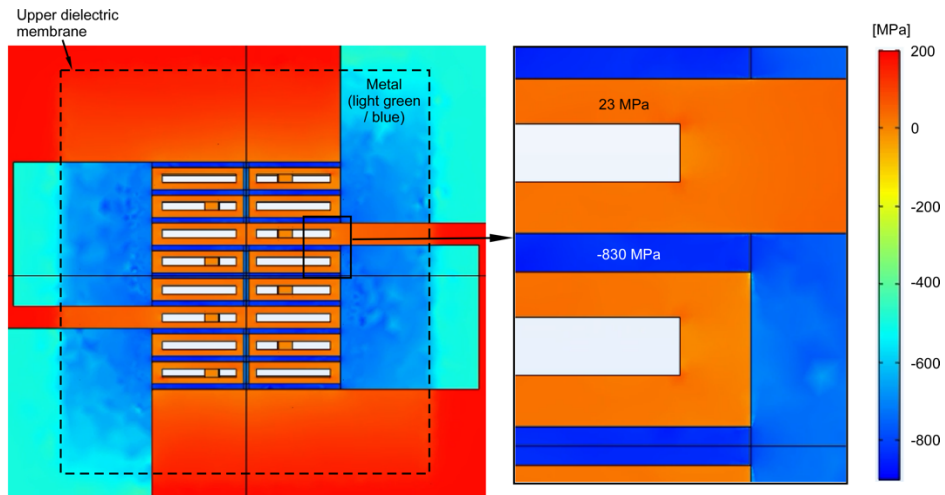 Upper dielectric
membrane
Metal
(light green
/ blue)
23 MPa
-830 MPa
[MPa]
200
0
-200
-400
-600
-800